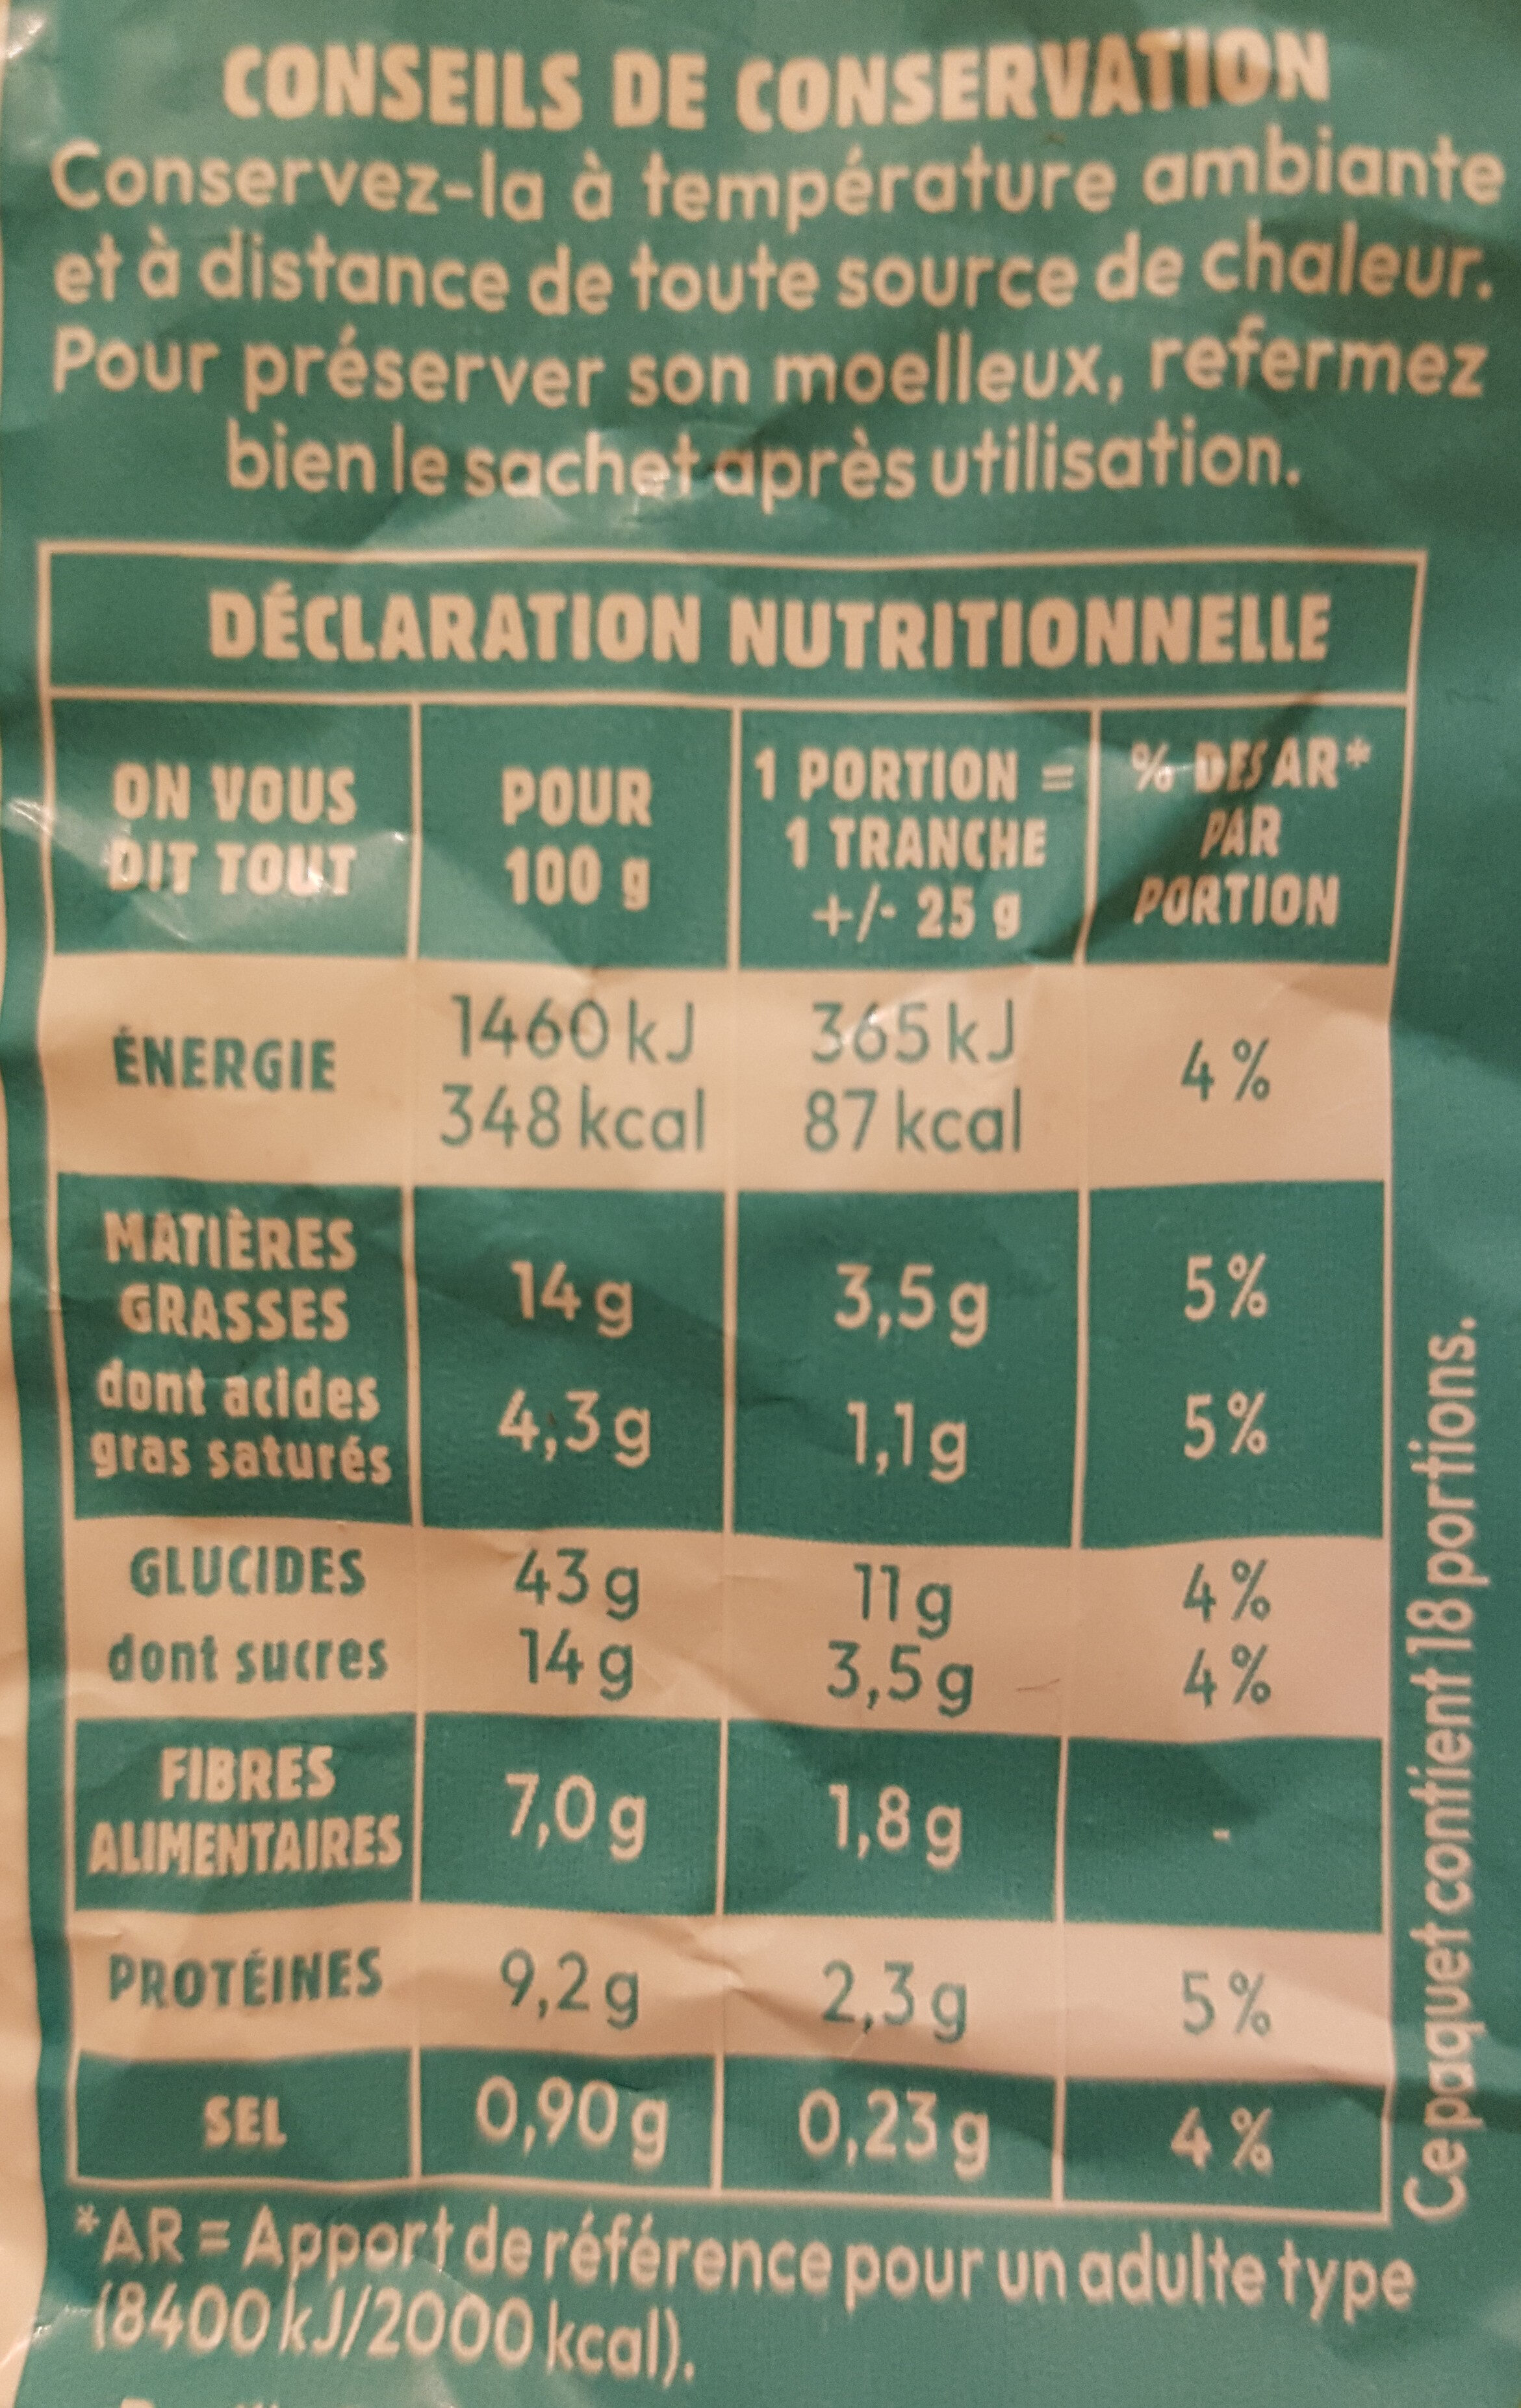 CONSEILS DE CONSERVATION
Conservez-la à température ambiante
et à distance de toute source de chaleur.
Pour préserver son moelleux, refermez
bien le sachet après utilisation.
DÉCLARATION NUTRITIONNELLE
ON VOUS DIT TOUT | POUR 100 g | 1 PORTION = 1 TRANCHE +/- 25 g | % DES AR* PAR PORTION
ÉNERGIE | 1460 kJ 348 kcal | 365 kJ 87 kcal | 4 %
MATIÈRES GRASSES | 14 g | 3,5 g | 5 %
dont acides gras saturés | 4,3 g | 1,1 g | 5 %
GLUCIDES | 43 g | 11 g | 4 %
dont sucres | 14 g | 3,5 g | 4 %
FIBRES ALIMENTAIRES | 7,0 g | 1,8 g | -
PROTÉINES | 9,2 g | 2,3 g | 5 %
SEL | 0,90 g | 0,23 g | 4 %
Ce paquet contient 18 portions.
*AR = Apport de référence pour un adulte type
(8400 kJ/2000 kcal).